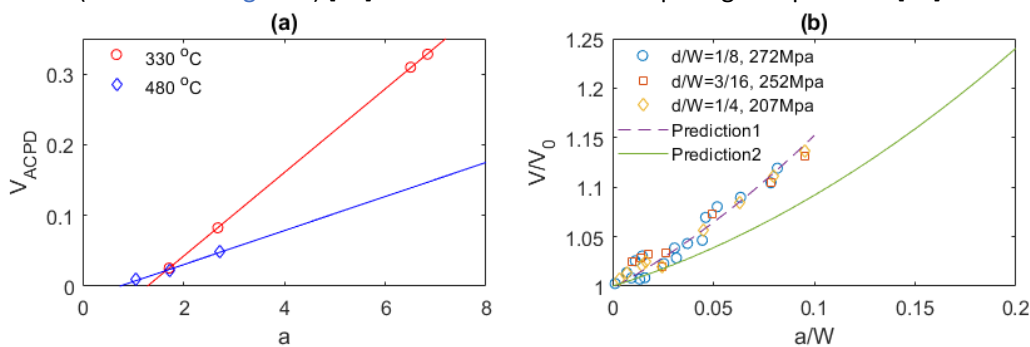 (a)
330 °C
480 °C
V_ACPD
0.3
0.2
0.1
0
0 2 4 6 8
a
(b)
d/W=1/8, 272Mpa
d/W=3/16, 252Mpa
d/W=1/4, 207Mpa
Prediction1
Prediction2
V/V₀
1.25
1.2
1.15
1.1
1.05
1
0 0.05 0.1 0.15 0.2
a/W